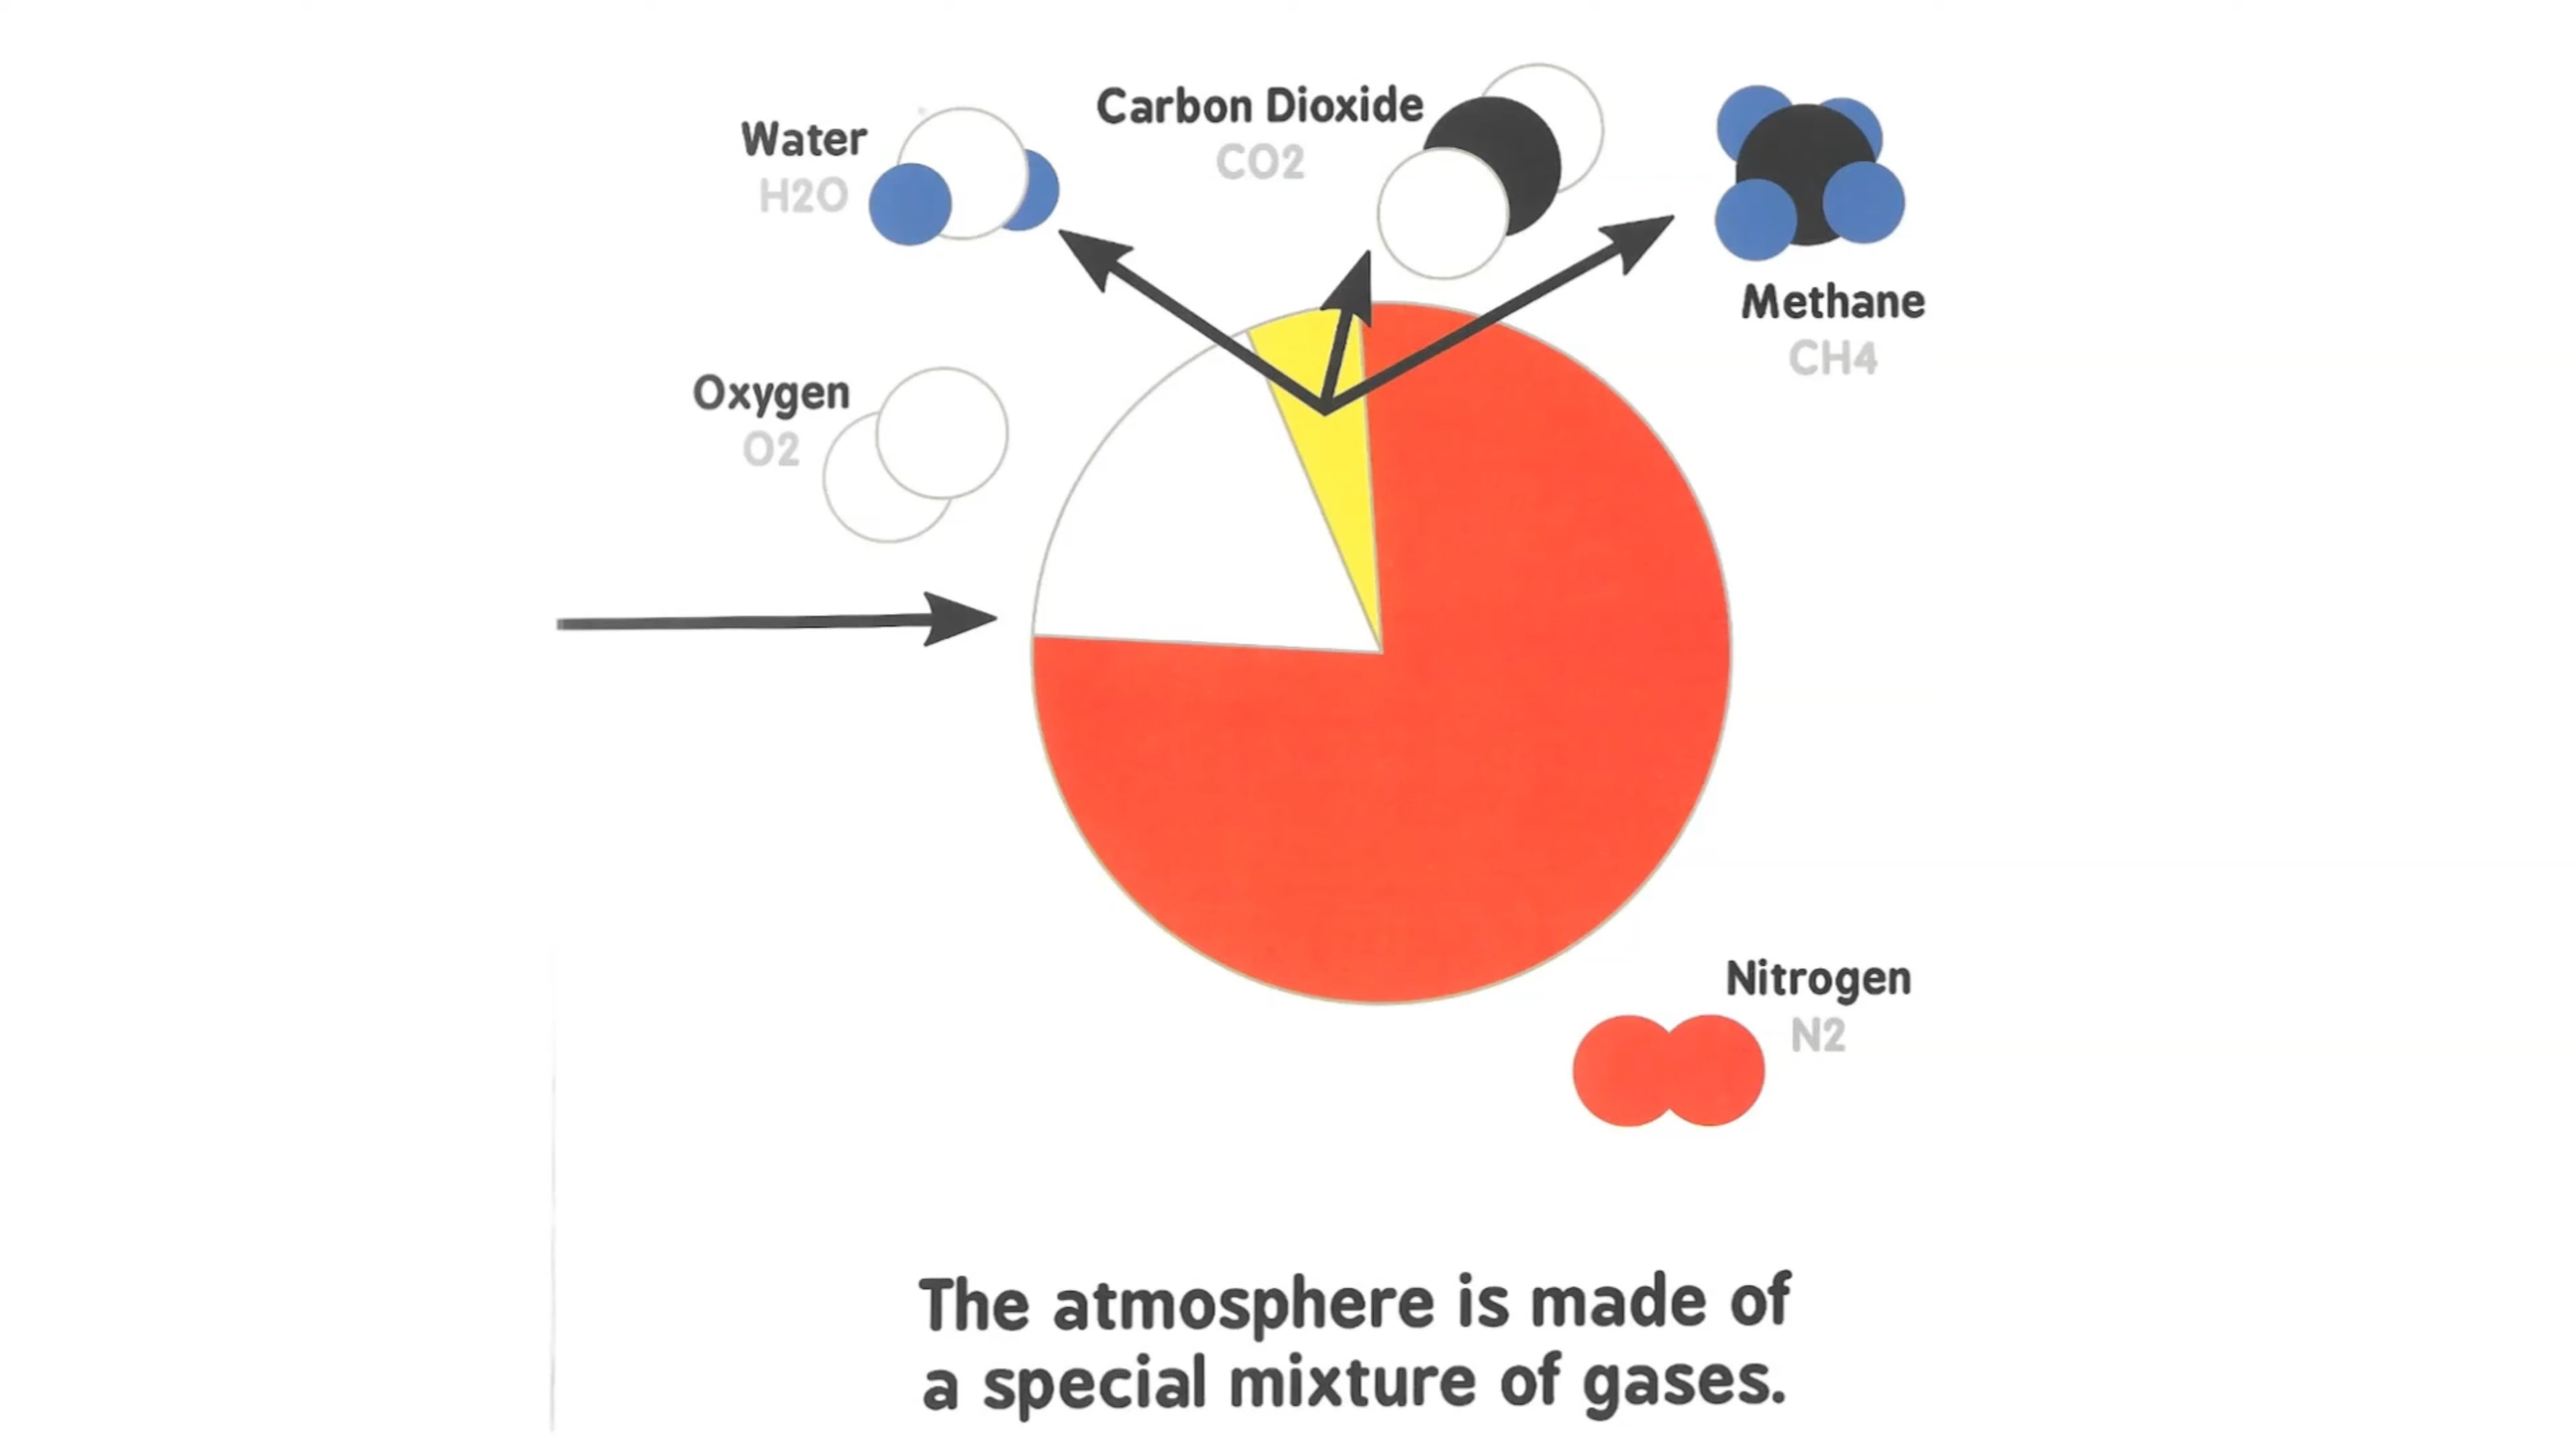 Water
H2O
Carbon Dioxide
CO2
Methane
CH4
Oxygen
O2
Nitrogen
N2
The atmosphere is made of
a special mixture of gases.